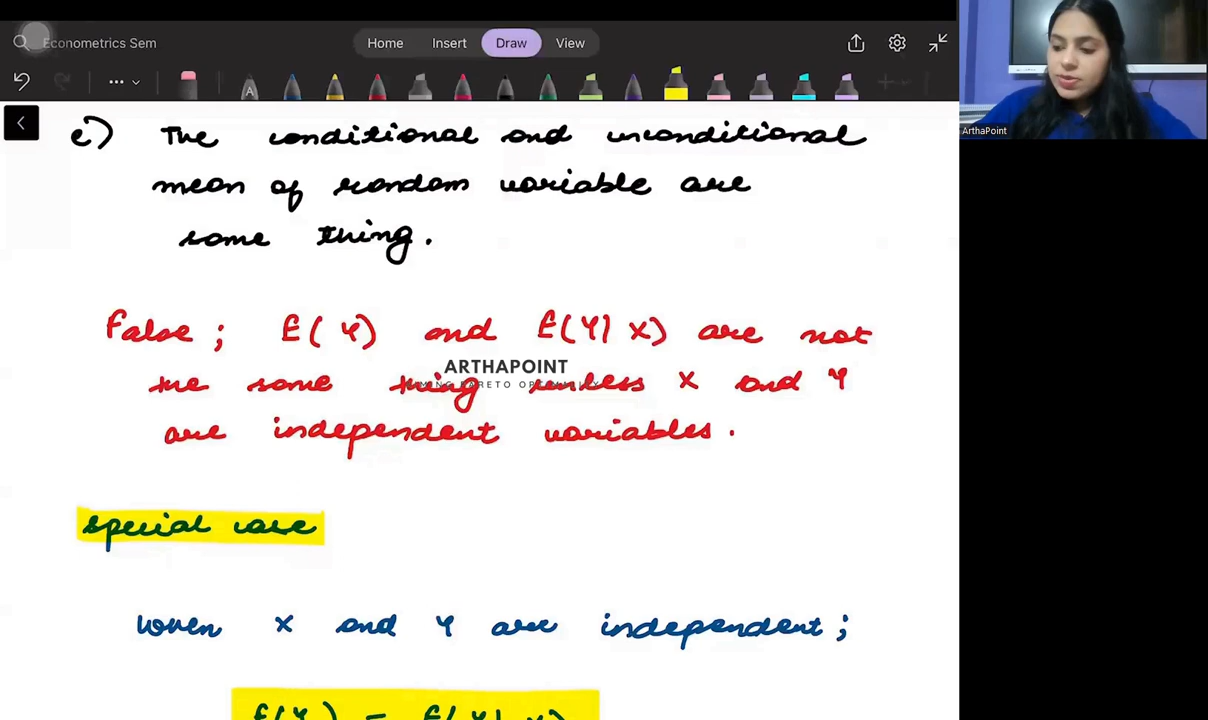 Econometrics Sem
Home Insert Draw View
ArthaPoint
e) The conditional and unconditional
mean of random variable are
same thing.
False; E(Y) and E(Y|X) are not
the same thing unless X and Y
are independent variables.
ARTHAPOINT
special case
when X and Y are independent;
E(Y) = E(Y|X)